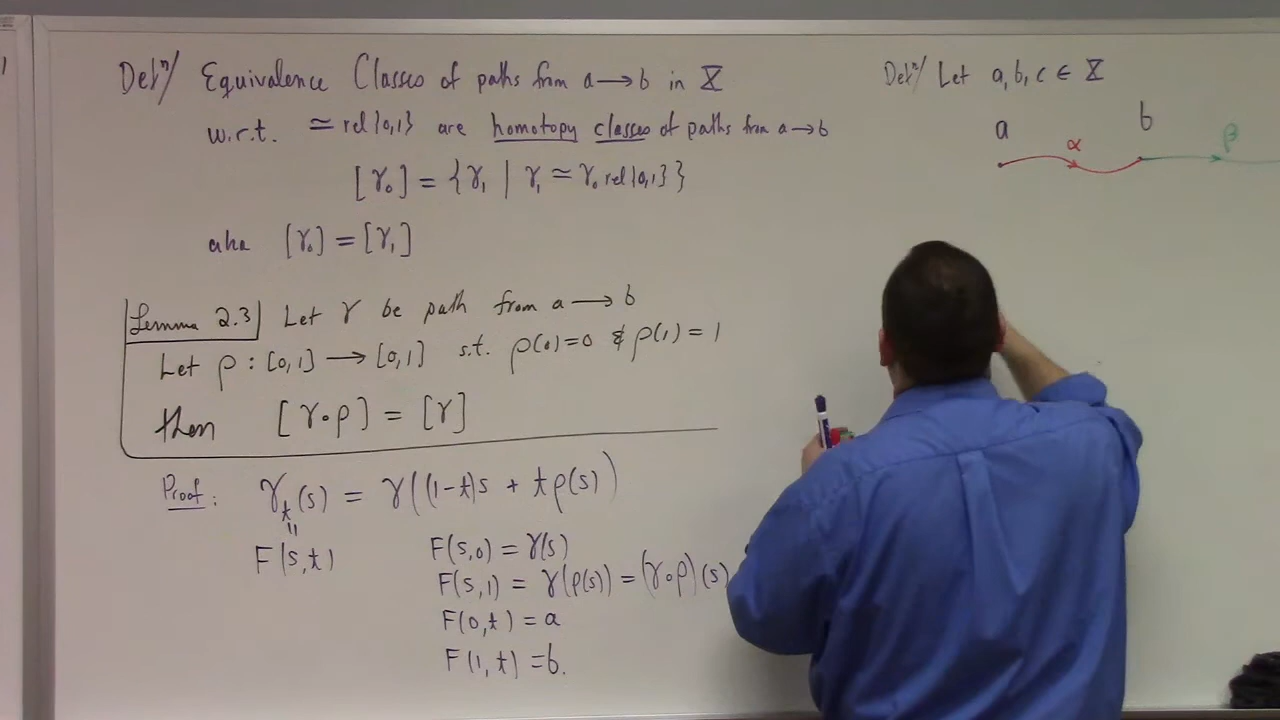 Defⁿ/ Equivalence Classes of paths from a → b in X
w.r.t. ≃ rel{0,1} are homotopy classes of paths from a → b
[γ₀] = {γ₁ | γ₁ ≃ γ₀ rel{0,1}}
aka [γ₀] = [γ₁]
Lemma 2.3 Let γ be path from a → b
Let ρ : [0,1] → [0,1] s.t. ρ(0)=0 & ρ(1)=1
then [γ∘ρ] = [γ]
Proof: γₜ(s) = γ((1-t)s + tρ(s))
=
F(s,t)
F(s,0) = γ(s)
F(s,1) = γ(ρ(s)) = (γ∘ρ)(s)
F(0,t) = a
F(1,t) = b.
Defⁿ/ Let a, b, c ∈ X
a α b β